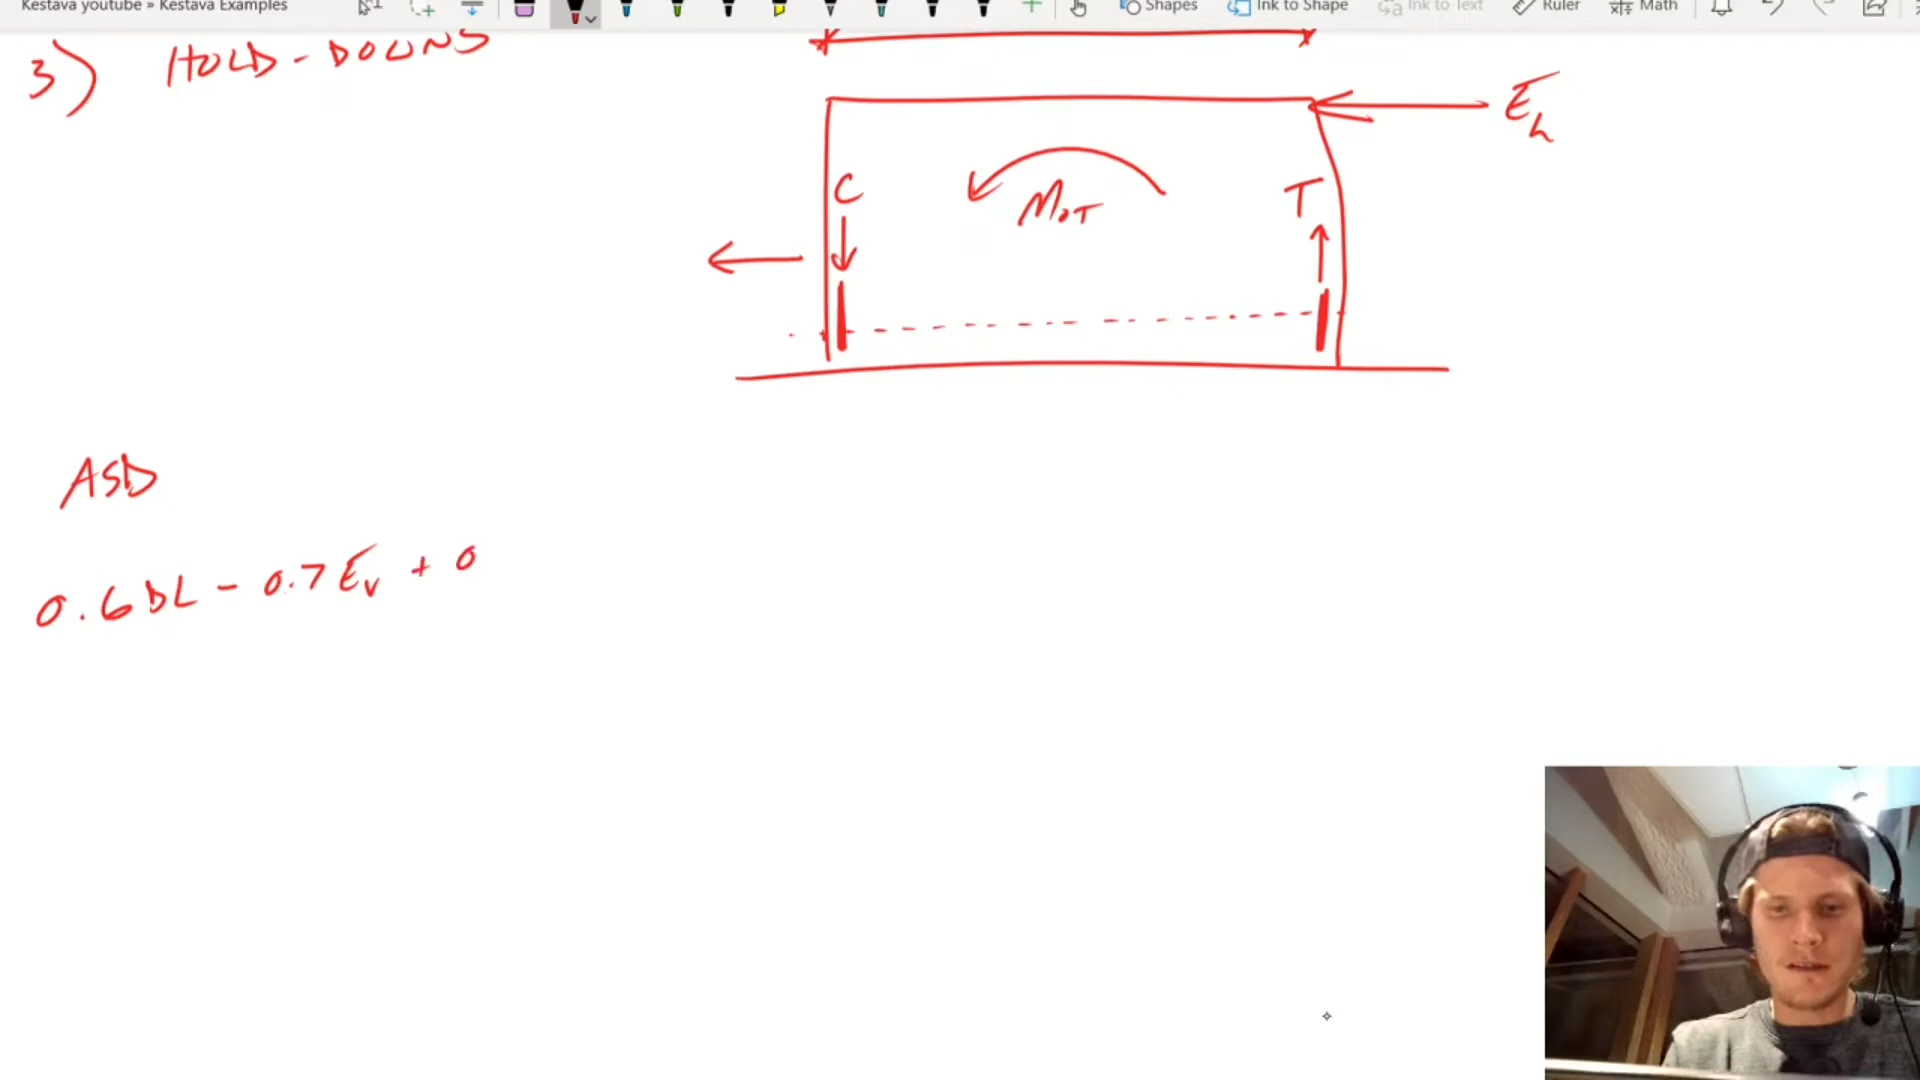 Kestava youtube » Kestava Examples Shapes Ink to Shape Ink to Text Ruler Math
3) HOLD-DOWNS
Eh
C MOT T
ASD
0.6DL - 0.7Ev + 0